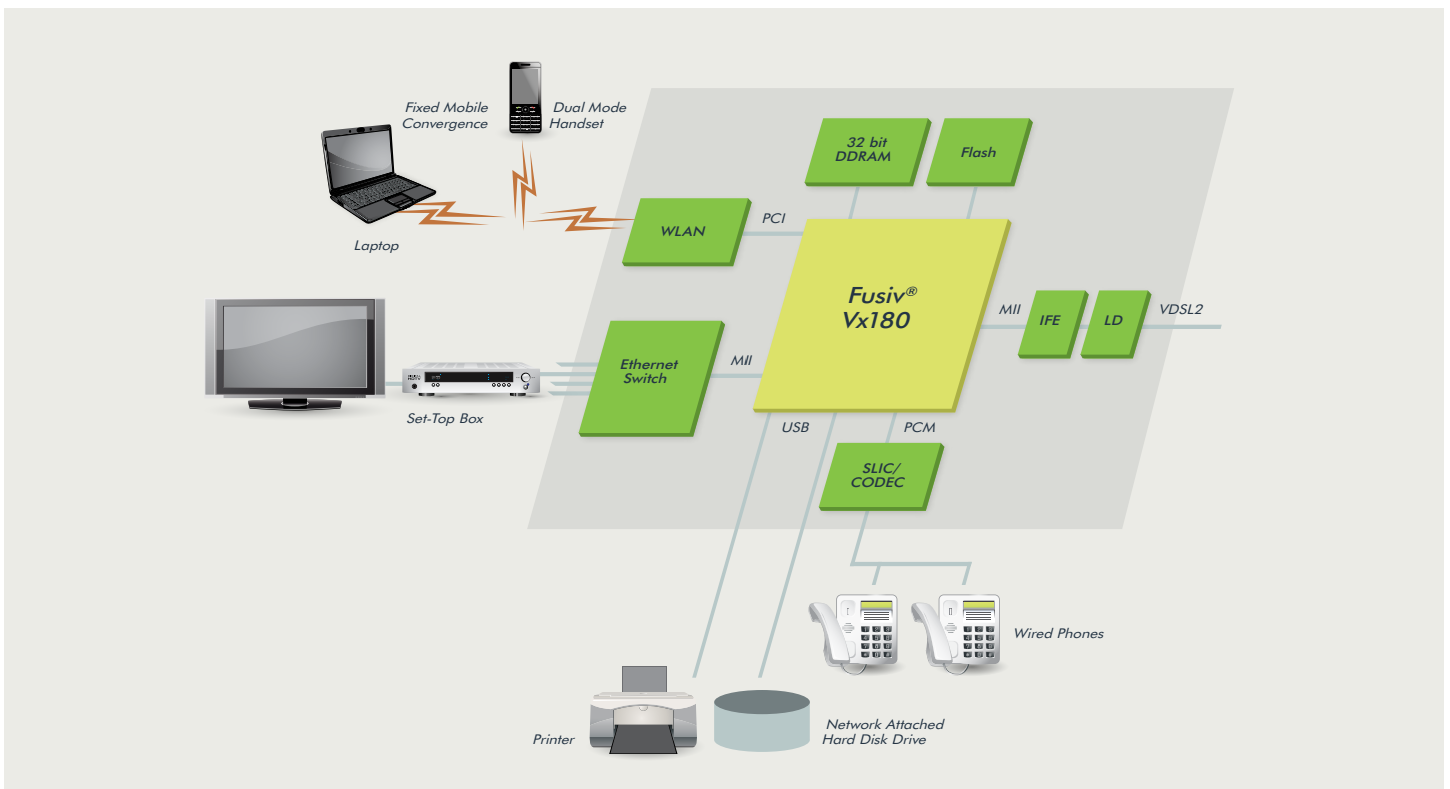 Fixed Mobile
Convergence
Dual Mode
Handset
Laptop
32 bit
DDRAM
Flash
WLAN
PCI
Fusiv®
Vx180
MII
IFE
LD
VDSL2
Ethernet
Switch
MII
Set-Top Box
USB
PCM
SLIC/
CODEC
Wired Phones
Printer
Network Attached
Hard Disk Drive